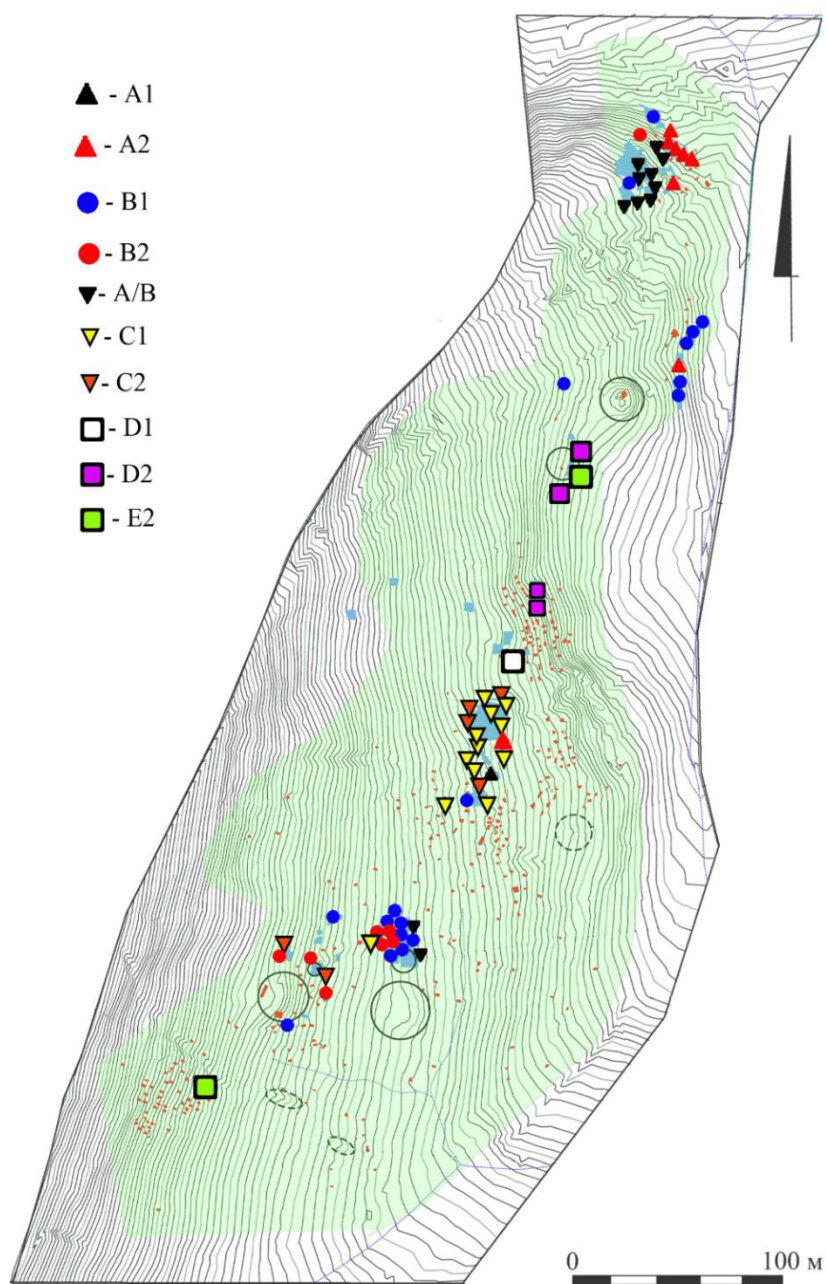 - A1
- A2
- B1
- B2
- A/B
- C1
- C2
- D1
- D2
- E2
0 100 м